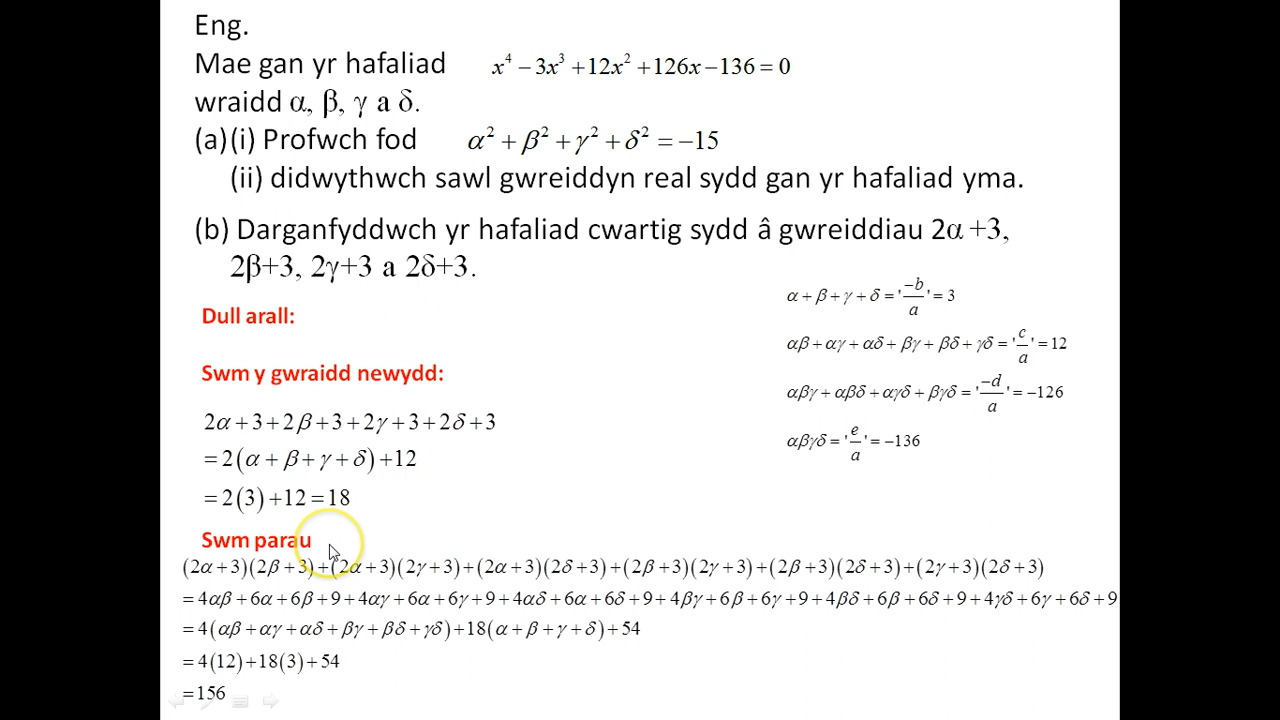 Eng.
Mae gan yr hafaliad x⁴ − 3x³ + 12x² + 126x − 136 = 0
wraidd α, β, γ a δ.
(a)(i) Profwch fod α² + β² + γ² + δ² = −15
(ii) didwythwch sawl gwreiddyn real sydd gan yr hafaliad yma.
(b) Darganfyddwch yr hafaliad cwartig sydd â gwreiddiau 2α +3,
2β+3, 2γ+3 a 2δ+3.
Dull arall:
Swm y gwraidd newydd:
2α + 3 + 2β + 3 + 2γ + 3 + 2δ + 3
= 2(α + β + γ + δ) + 12
= 2(3) + 12 = 18
α + β + γ + δ = '−b/a' = 3
αβ + αγ + αδ + βγ + βδ + γδ = 'c/a' = 12
αβγ + αβδ + αγδ + βγδ = '−d/a' = −126
αβγδ = 'e/a' = −136
Swm parau
(2α + 3)(2β + 3) + (2α + 3)(2γ + 3) + (2α + 3)(2δ + 3) + (2β + 3)(2γ + 3) + (2β + 3)(2δ + 3) + (2γ + 3)(2δ + 3)
= 4αβ + 6α + 6β + 9 + 4αγ + 6α + 6γ + 9 + 4αδ + 6α + 6δ + 9 + 4βγ + 6β + 6γ + 9 + 4βδ + 6β + 6δ + 9 + 4γδ + 6γ + 6δ + 9
= 4(αβ + αγ + αδ + βγ + βδ + γδ) + 18(α + β + γ + δ) + 54
= 4(12) + 18(3) + 54
= 156